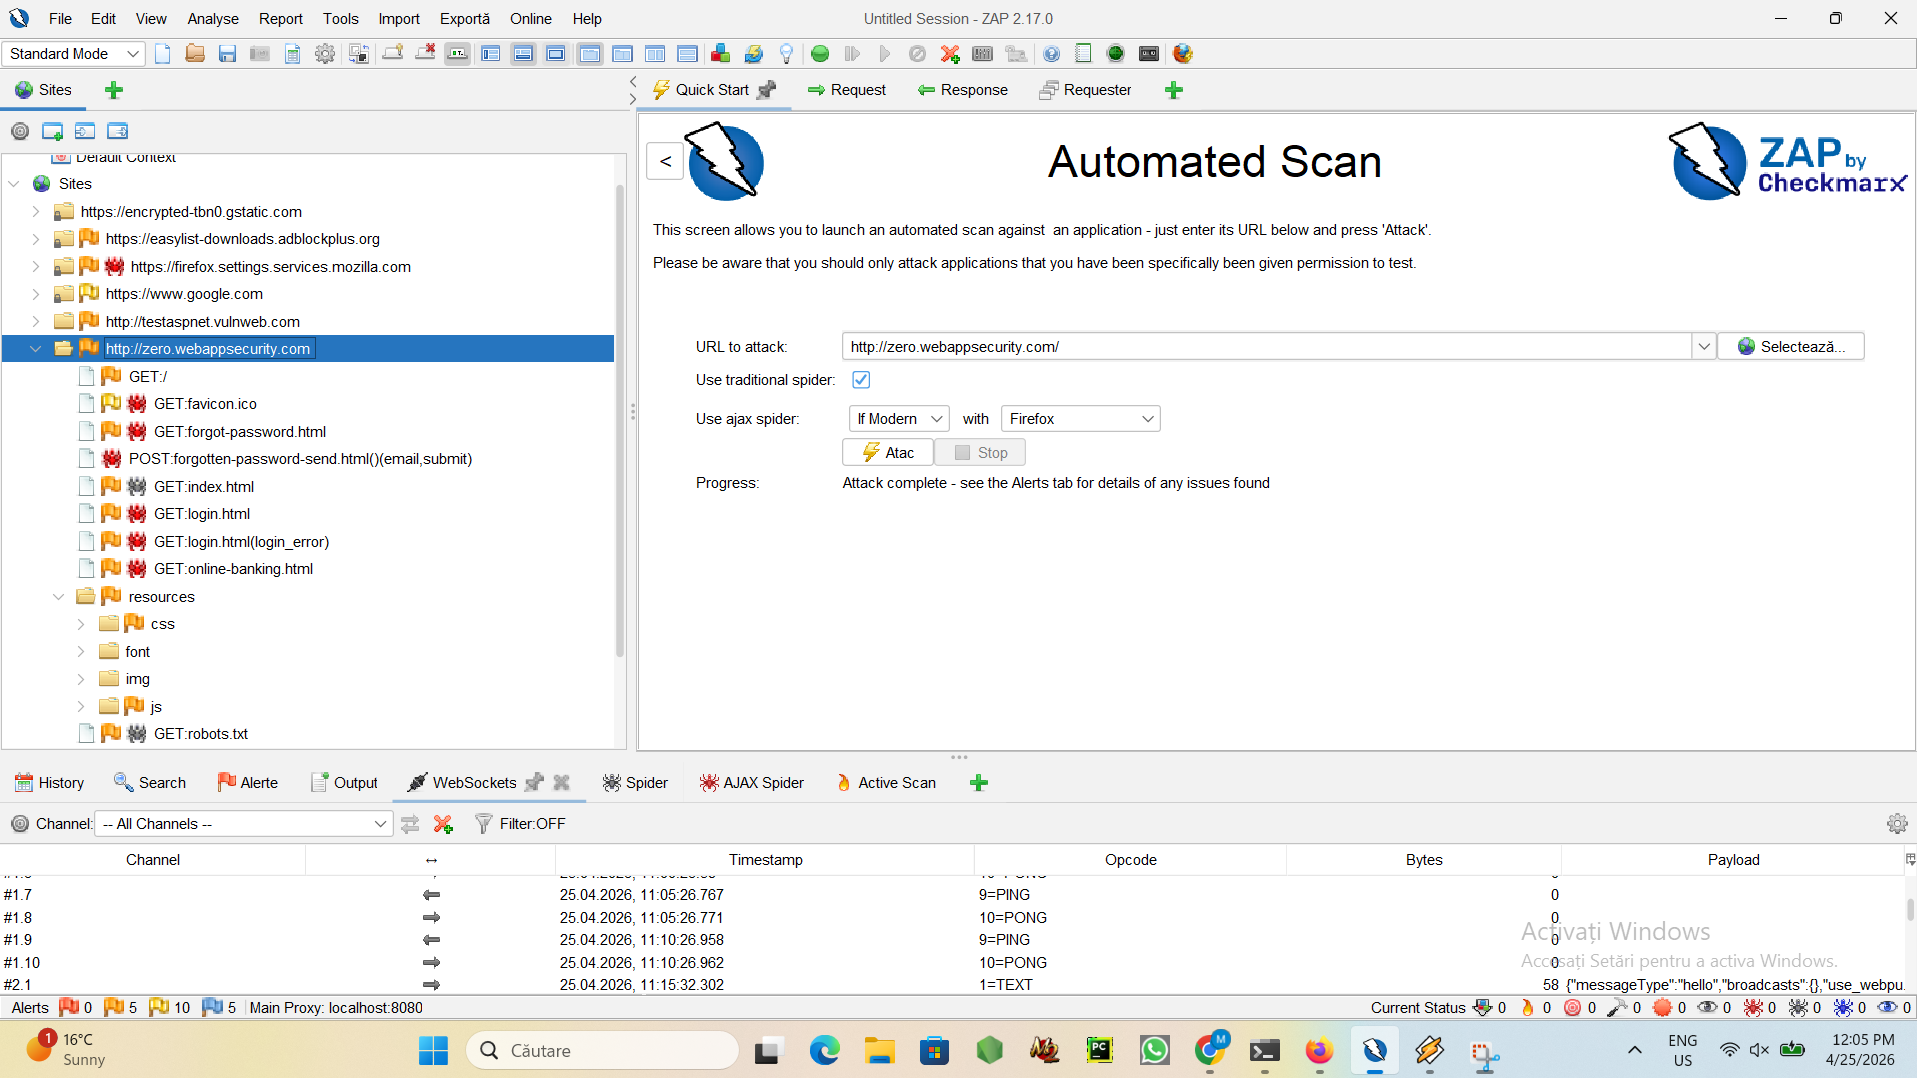 File Edit View Analyse Report Tools Import Exportă Online Help
Untitled Session - ZAP 2.17.0
Standard Mode
Sites
Quick Start Request Response Requester
Default Context
Sites
https://encrypted-tbn0.gstatic.com
https://easylist-downloads.adblockplus.org
https://firefox.settings.services.mozilla.com
https://www.google.com
http://testaspnet.vulnweb.com
http://zero.webappsecurity.com
GET:/
GET:favicon.ico
GET:forgot-password.html
POST:forgotten-password-send.html()(email,submit)
GET:index.html
GET:login.html
GET:login.html(login_error)
GET:online-banking.html
resources
css
font
img
js
GET:robots.txt
<
Automated Scan
ZAP by
Checkmarx
This screen allows you to launch an automated scan against an application - just enter its URL below and press 'Attack'.
Please be aware that you should only attack applications that you have been specifically been given permission to test.
URL to attack: http://zero.webappsecurity.com/ Selectează...
Use traditional spider:
Use ajax spider: If Modern with Firefox
Atac Stop
Progress: Attack complete - see the Alerts tab for details of any issues found
History Search Alerte Output WebSockets Spider AJAX Spider Active Scan
Channel: -- All Channels -- Filter:OFF
Channel ↔ Timestamp Opcode Bytes Payload
#1.7 25.04.2026, 11:05:26.767 9=PING 0
#1.8 25.04.2026, 11:05:26.771 10=PONG 0
#1.9 25.04.2026, 11:10:26.958 9=PING 0
#1.10 25.04.2026, 11:10:26.962 10=PONG 0
#2.1 25.04.2026, 11:15:32.302 1=TEXT 58 {"messageType":"hello","broadcasts":{},"use_webpu...
Activați Windows
Accesați Setări pentru a activa Windows.
Alerts 0 5 10 5 Main Proxy: localhost:8080
Current Status 0 0 0 0 0 0 0 0 0 0
1 16°C
Sunny
Căutare
PC
M
ENG
US
12:05 PM
4/25/2026